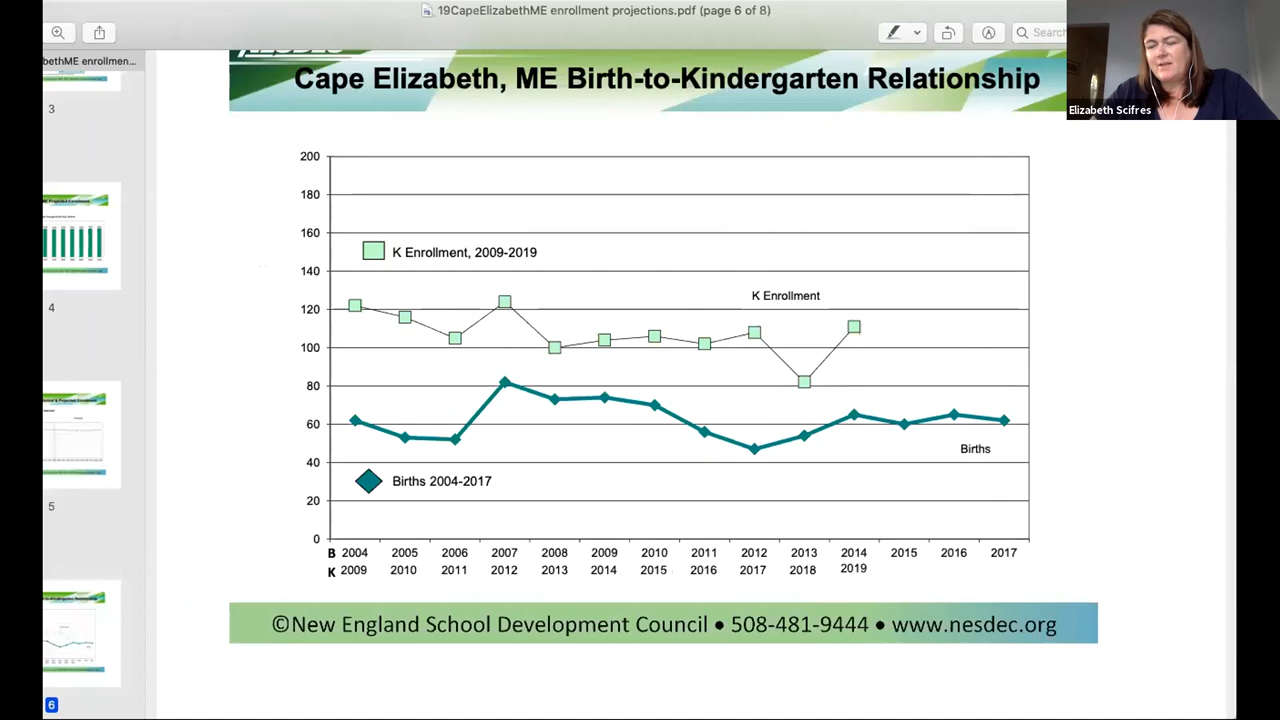 19CapeElizabethME enrollment projections.pdf (page 6 of 8)
Search
bethME enrollmen...
Elizabeth Scifres
Cape Elizabeth, ME Birth-to-Kindergarten Relationship
3
4
5
6
200
180
160
140
120
100
80
60
40
20
0
K Enrollment, 2009-2019
K Enrollment
Births
Births 2004-2017
B 2004 2005 2006 2007 2008 2009 2010 2011 2012 2013 2014 2015 2016 2017
K 2009 2010 2011 2012 2013 2014 2015 2016 2017 2018 2019
©New England School Development Council • 508-481-9444 • www.nesdec.org